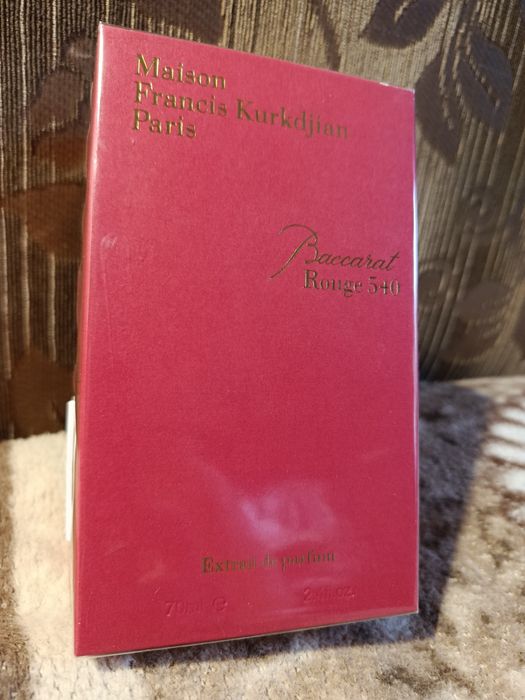 Maison
Francis Kurkdjian
Paris
Baccarat
Rouge 540
Extrait de parfum
70ml ℮ 2.4fl.oz.